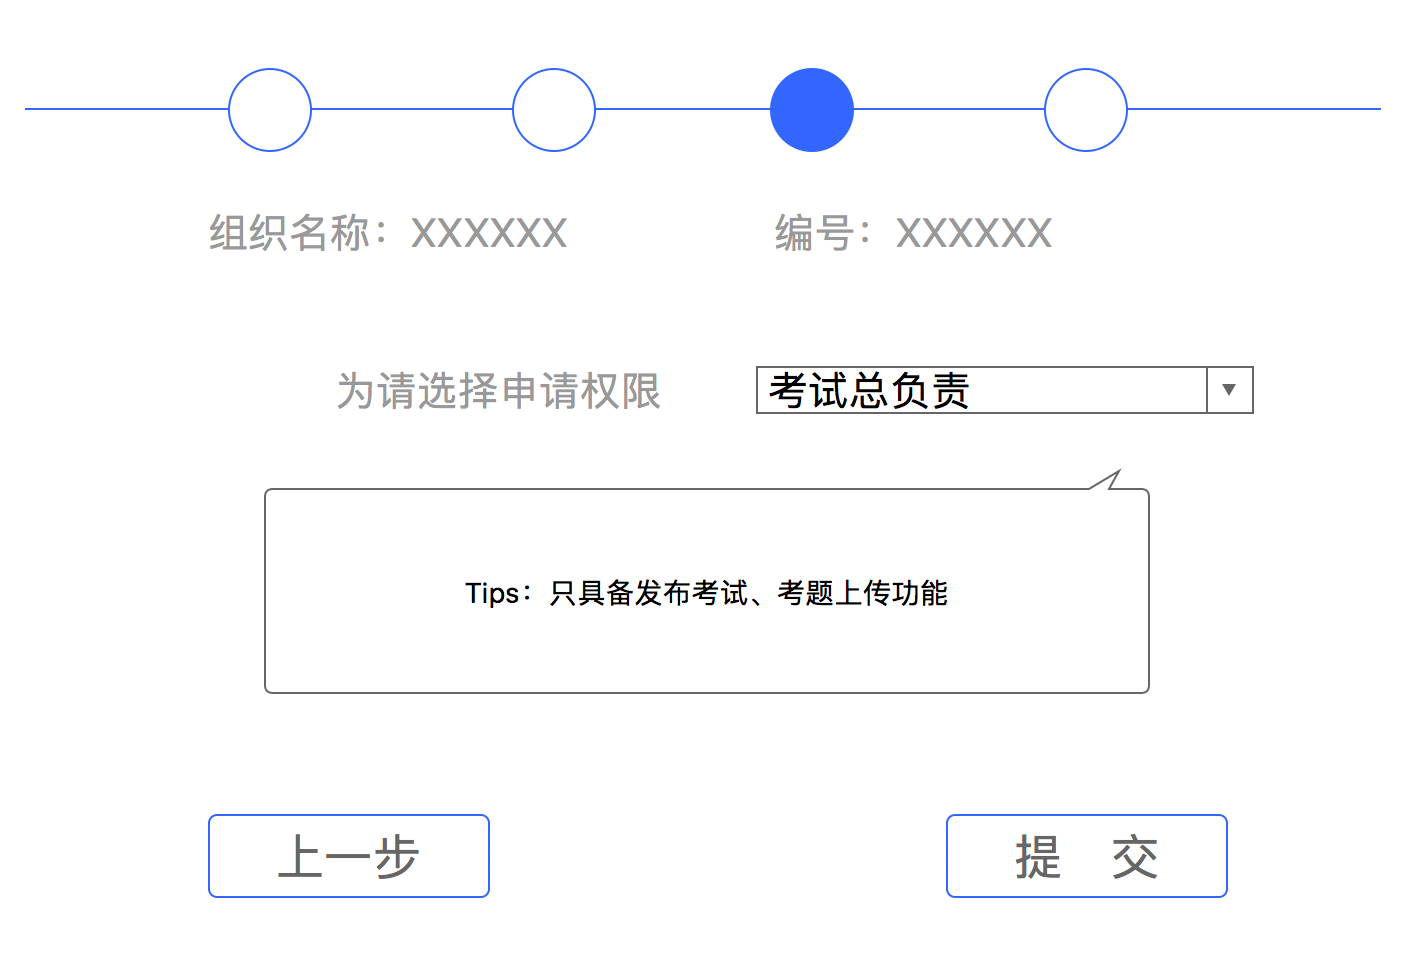 组织名称：XXXXXX 编号：XXXXXX
为请选择申请权限 考试总负责
Tips：只具备发布考试、考题上传功能
上一步 提 交